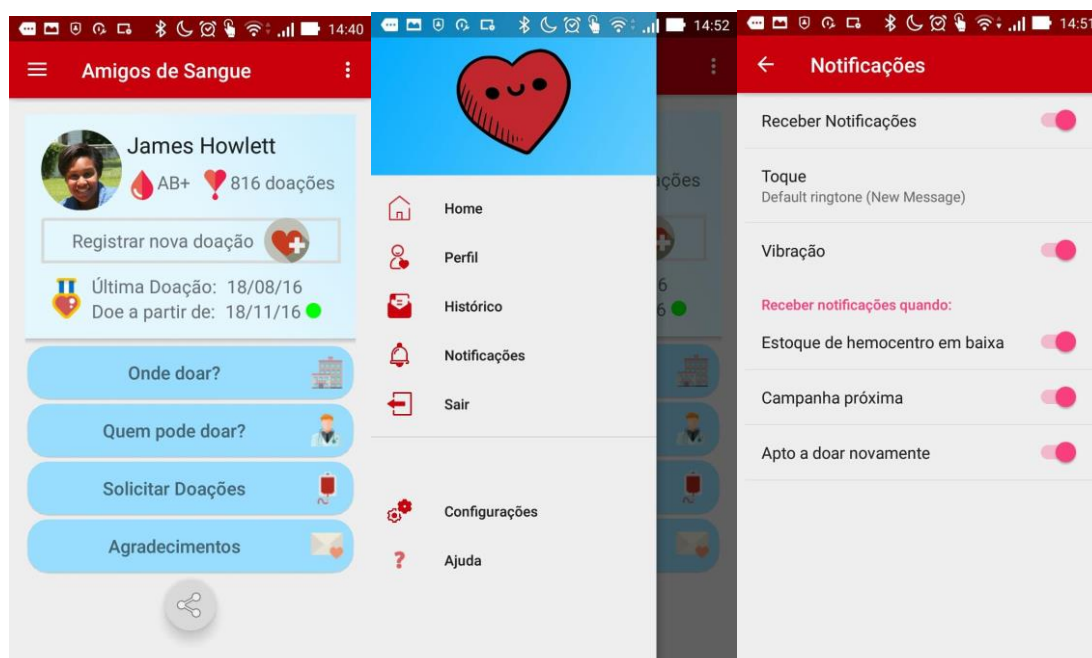 14:40
Amigos de Sangue
James Howlett
AB+ 816 doações
Registrar nova doação
Última Doação: 18/08/16
Doe a partir de: 18/11/16
Onde doar?
Quem pode doar?
Solicitar Doações
Agradecimentos
14:52
ações
Home
Perfil
6
Histórico
6
Notificações
Sair
Configurações
? Ajuda
14:51
Notificações
Receber Notificações
Toque
Default ringtone (New Message)
Vibração
Receber notificações quando:
Estoque de hemocentro em baixa
Campanha próxima
Apto a doar novamente